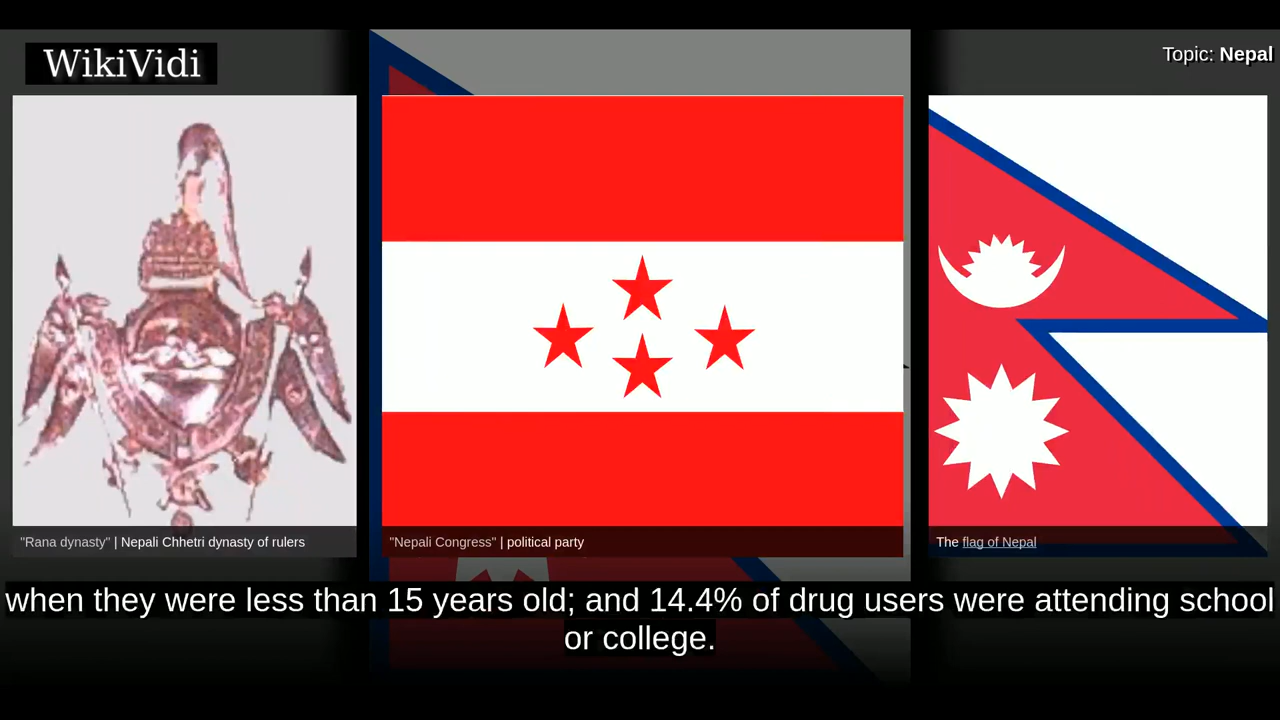 WikiVidi
Topic: Nepal
"Rana dynasty" | Nepali Chhetri dynasty of rulers
"Nepali Congress" | political party
The flag of Nepal
when they were less than 15 years old; and 14.4% of drug users were attending school
or college.